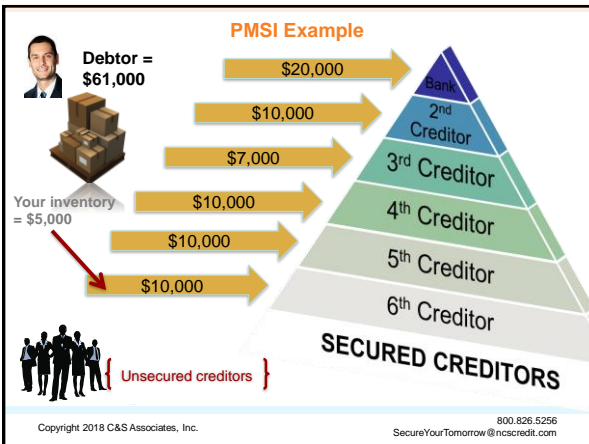 PMSI Example
Debtor =
$61,000
$20,000
$10,000
$7,000
$10,000
$10,000
$10,000
Your inventory
= $5,000
Bank
2nd
Creditor
3rd Creditor
4th Creditor
5th Creditor
6th Creditor
SECURED CREDITORS
{ Unsecured creditors }
Copyright 2018 C&S Associates, Inc.
800.826.5256
SecureYourTomorrow@ncscredit.com